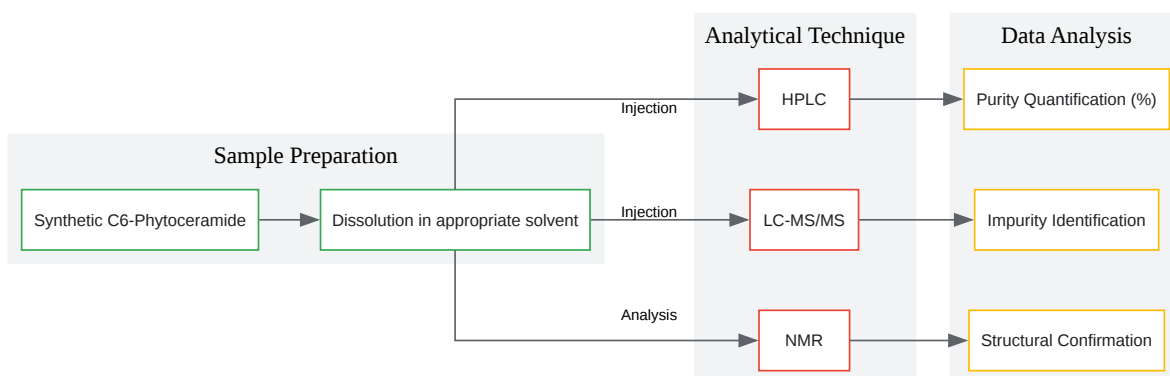 Analytical Technique
Data Analysis
Injection
HPLC
Purity Quantification (%)
Sample Preparation
Synthetic C6-Phytoceramide
Dissolution in appropriate solvent
Injection
LC-MS/MS
Impurity Identification
Analysis
NMR
Structural Confirmation